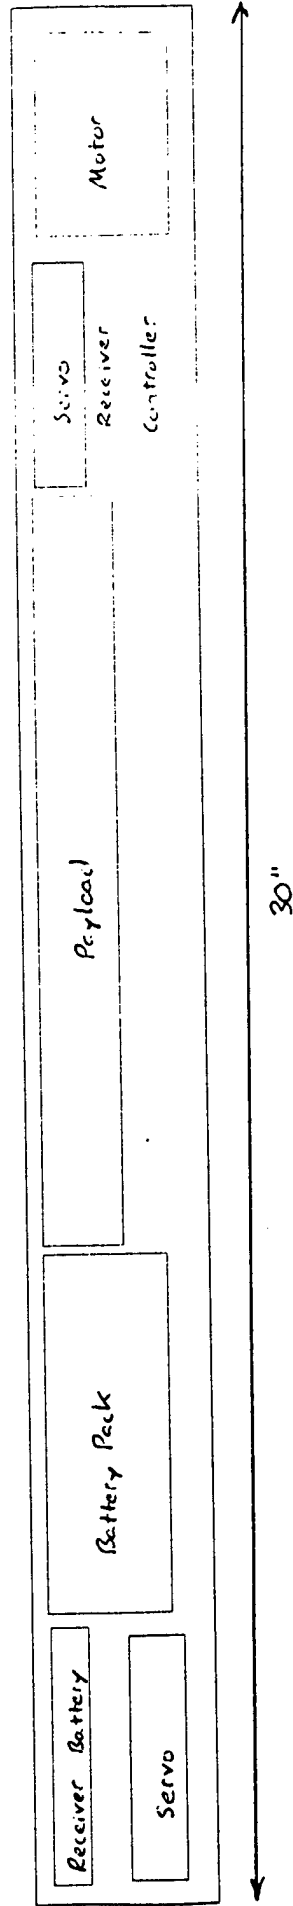 Receiver Battery
Servo
Battery Pack
Payload
Servo
Receiver
Controller
Motor
30"